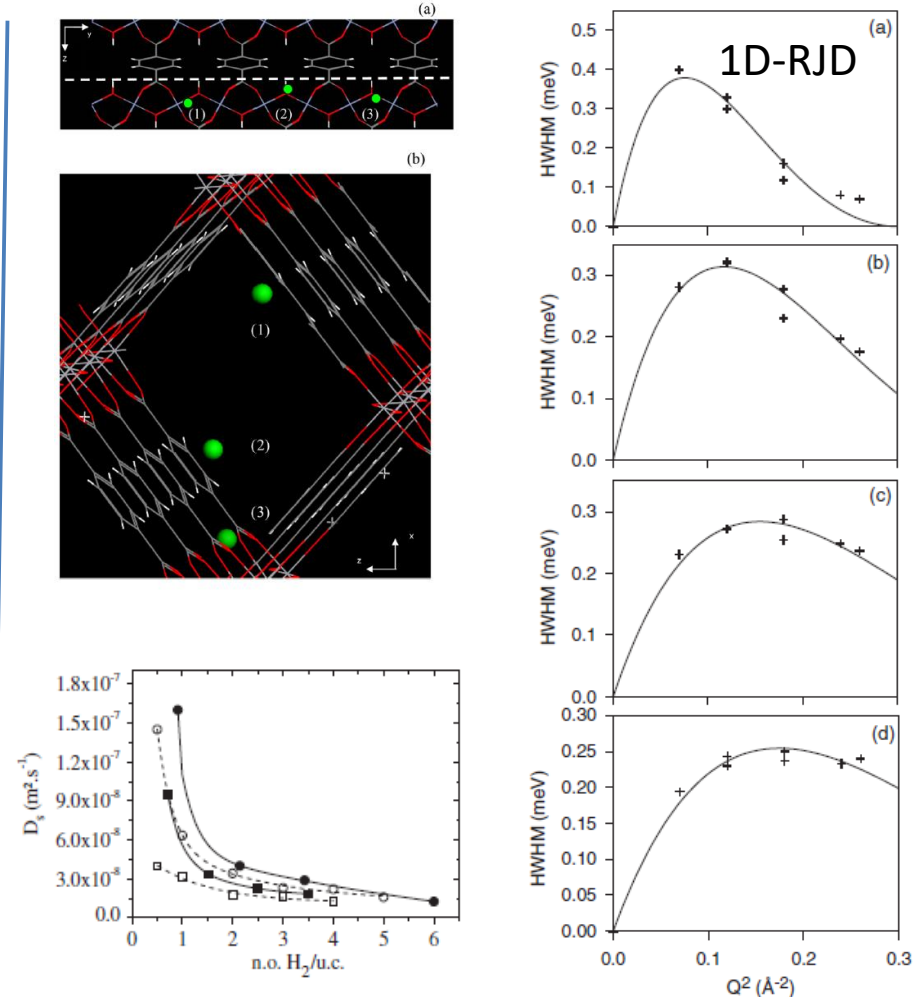 (a)
y
z
(1)
(2)
(3)
(b)
(1)
(2)
(3)
x
z
1.8x10⁻⁷
1.5x10⁻⁷
1.2x10⁻⁷
9.0x10⁻⁸
6.0x10⁻⁸
3.0x10⁻⁸
0.0
Dₛ (m².s⁻¹)
0 1 2 3 4 5 6
n.o. H₂/u.c.
(a)
1D-RJD
0.5
0.4
0.3
0.2
0.1
0.0
HWHM (meV)
(b)
0.3
0.2
0.1
0.0
HWHM (meV)
(c)
0.3
0.2
0.1
0.0
HWHM (meV)
(d)
0.30
0.25
0.20
0.15
0.10
0.05
0.00
HWHM (meV)
0.0 0.1 0.2 0.3
Q² (Å⁻²)